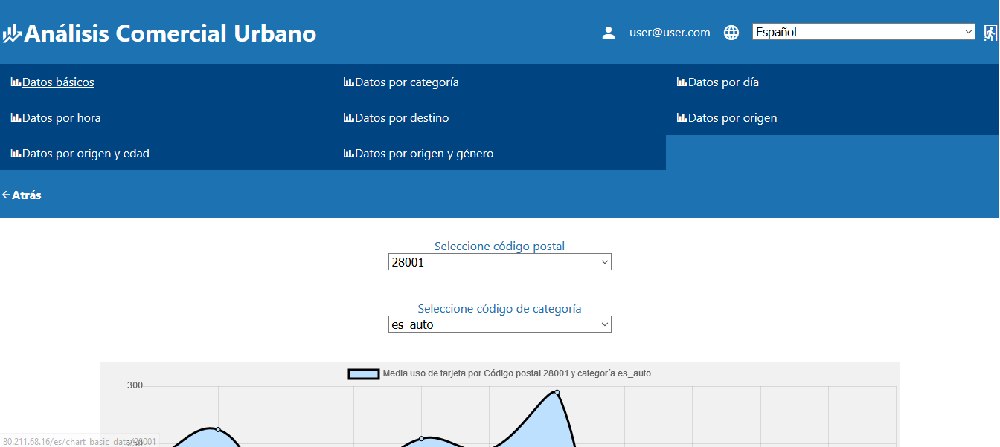 Análisis Comercial Urbano
user@user.com
Español
Datos básicos
Datos por categoría
Datos por día
Datos por hora
Datos por destino
Datos por origen
Datos por origen y edad
Datos por origen y género
Atrás
Seleccione código postal
28001
Seleccione código de categoría
es_auto
Media uso de tarjeta por Código postal 28001 y categoría es_auto
300
250
80.211.68.16/es/chart_basic_data/28001